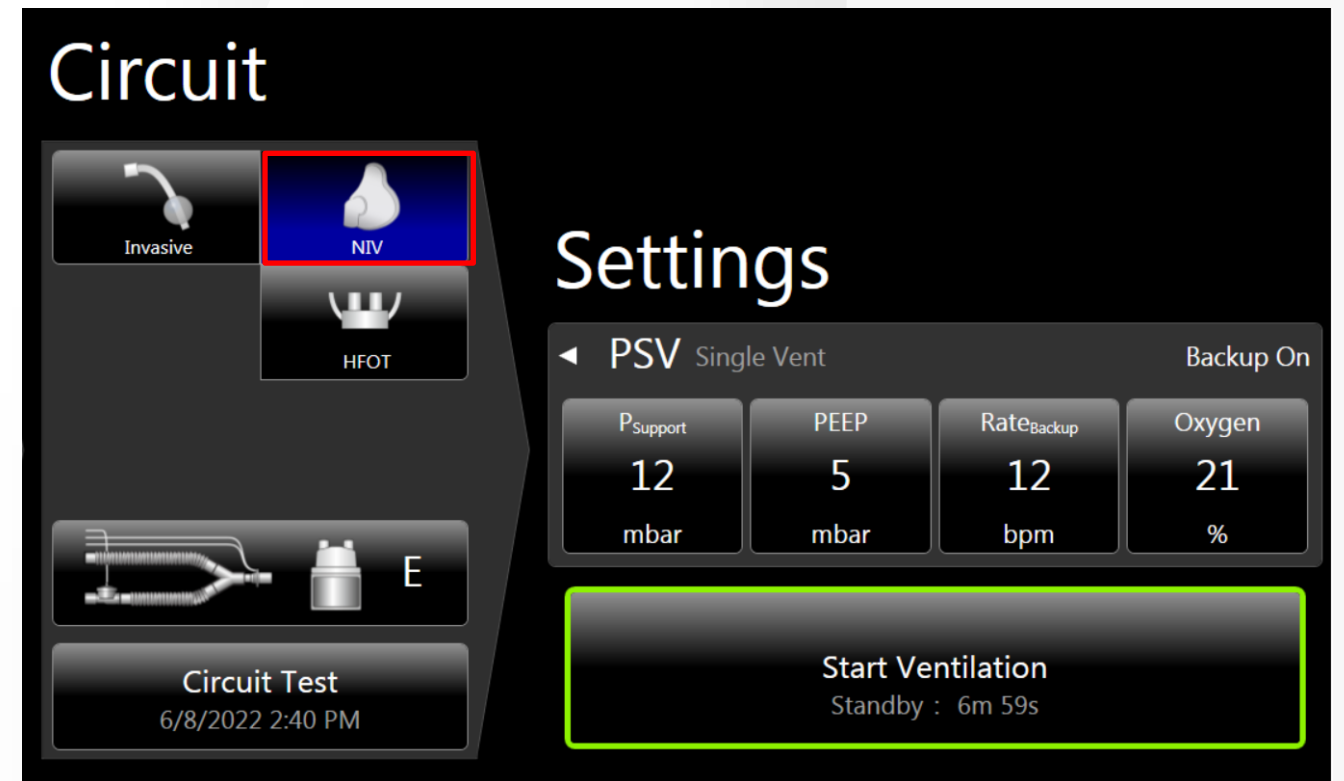 Circuit
Invasive
NIV
HFOT
E
Circuit Test
6/8/2022 2:40 PM
Settings
PSV Single Vent Backup On
PSupport PEEP RateBackup Oxygen
12 5 12 21
mbar mbar bpm %
Start Ventilation
Standby : 6m 59s